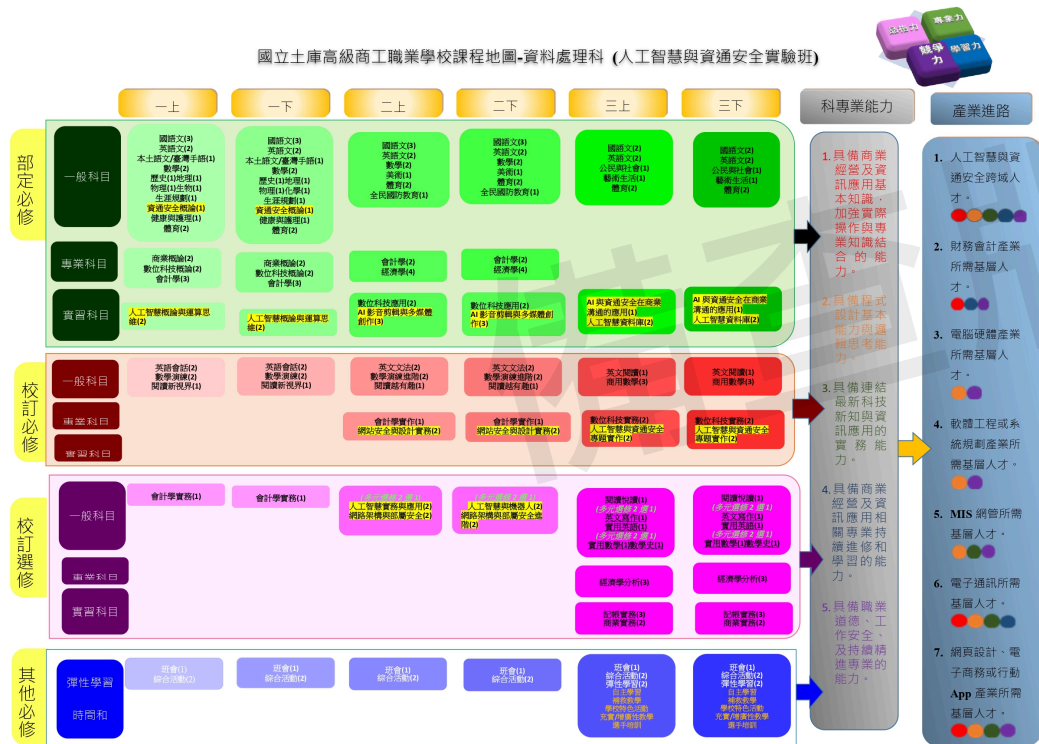 國立土庫高級商工職業學校課程地圖-資料處理科 (人工智慧與資通安全實驗班)
專業力
學習力
競爭力
一上
一下
二上
二下
三上
三下
科專業能力
產業進路
部定必修
一般科目
國語文(3)
英語文(2)
本土語文/臺灣手語(1)
數學(2)
歷史(1)地理(1)
物理(1)生物(1)
生涯規劃(1)
資通安全概論(1)
健康與護理(1)
體育(2)
國語文(3)
英語文(2)
本土語文/臺灣手語(1)
數學(2)
歷史(1)地理(1)
物理(1)化學(1)
生涯規劃(1)
資通安全概論(1)
健康與護理(1)
體育(2)
國語文(3)
英語文(2)
數學(2)
美術(1)
體育(2)
全民國防教育(1)
國語文(3)
英語文(2)
數學(2)
美術(1)
體育(2)
全民國防教育(1)
國語文(2)
英語文(2)
公民與社會(1)
藝術生活(1)
體育(2)
國語文(2)
英語文(2)
公民與社會(1)
藝術生活(1)
體育(2)
專業科目
商業概論(2)
數位科技概論(2)
會計學(3)
商業概論(2)
數位科技概論(2)
會計學(3)
會計學(2)
經濟學(4)
會計學(2)
經濟學(4)
實習科目
人工智慧概論與運算思
維(2)
人工智慧概論與運算思
維(2)
數位科技應用(2)
AI 影音剪輯與多媒體
創作(3)
數位科技應用(2)
AI 影音剪輯與多媒體創
作(3)
AI 與資通安全在商業
溝通的應用(1)
人工智慧資料庫(2)
AI 與資通安全在商業
溝通的應用(1)
人工智慧資料庫(2)
校訂必修
一般科目
英語會話(2)
數學演練(2)
閱讀新視界(1)
英語會話(2)
數學演練(2)
閱讀新視界(1)
英文文法(2)
數學演練進階(2)
閱讀越有趣(1)
英文文法(2)
數學演練進階(2)
閱讀越有趣(1)
英文閱讀(1)
商用數學(3)
英文閱讀(1)
商用數學(3)
專業科目
實習科目
會計學實作(1)
網站安全與設計實務(2)
會計學實作(1)
網站安全與設計實務(2)
數位科技實務(2)
人工智慧與資通安全
專題實作(2)
數位科技實務(2)
人工智慧與資通安全
專題實作(2)
校訂選修
一般科目
會計學實務(1)
會計學實務(1)
(多元選修 2 選 1)
人工智慧實務與應用(2)
網路架構與部屬安全(2)
(多元選修 2 選 1)
人工智慧與機器人(2)
網路架構與部屬安全進
階(2)
閱讀悅讀(1)
(多元選修 2 選 1)
英文寫作(1)
實用英語(1)
(多元選修 2 選 1)
實用數學(1)數學史(1)
閱讀悅讀(1)
(多元選修 2 選 1)
英文寫作(1)
實用英語(1)
(多元選修 2 選 1)
實用數學(1)數學史(1)
專業科目
經濟學分析(3)
經濟學分析(3)
實習科目
記帳實務(3)
商業實務(2)
記帳實務(3)
商業實務(2)
其他必修
彈性學習
時間和
班會(1)
綜合活動(2)
班會(1)
綜合活動(2)
班會(1)
綜合活動(2)
班會(1)
綜合活動(2)
班會(1)
綜合活動(2)
彈性學習(2)
自主學習
補救教學
學校特色活動
充實/增廣性教學
選手培訓
班會(1)
綜合活動(2)
彈性學習(2)
自主學習
補救教學
學校特色活動
充實/增廣性教學
選手培訓
1.具備商業
經營及資
訊應用基
本知識，
加強實際
操作與專
業知識結
合的能
力。
2.具備程式
設計基本
能力與邏
輯思考能
力。
3.具備連結
最新科技
新知與資
訊應用的
實務能
力。
4.具備商業
經營及資
訊應用相
關專業持
續進修和
學習的能
力。
5.具備職業
道德、工
作安全、
及持續精
進專業的
能力。
1. 人工智慧與資
通安全跨域人
才。
2. 財務會計產業
所需基層人
才。
3. 電腦硬體產業
所需基層人
才。
4. 軟體工程或系
統規劃產業所
需基層人才。
5. MIS 網管所需
基層人才。
6. 電子通訊所需
基層人才。
7. 網頁設計、電
子商務或行動
App 產業所需
基層人才。
備查